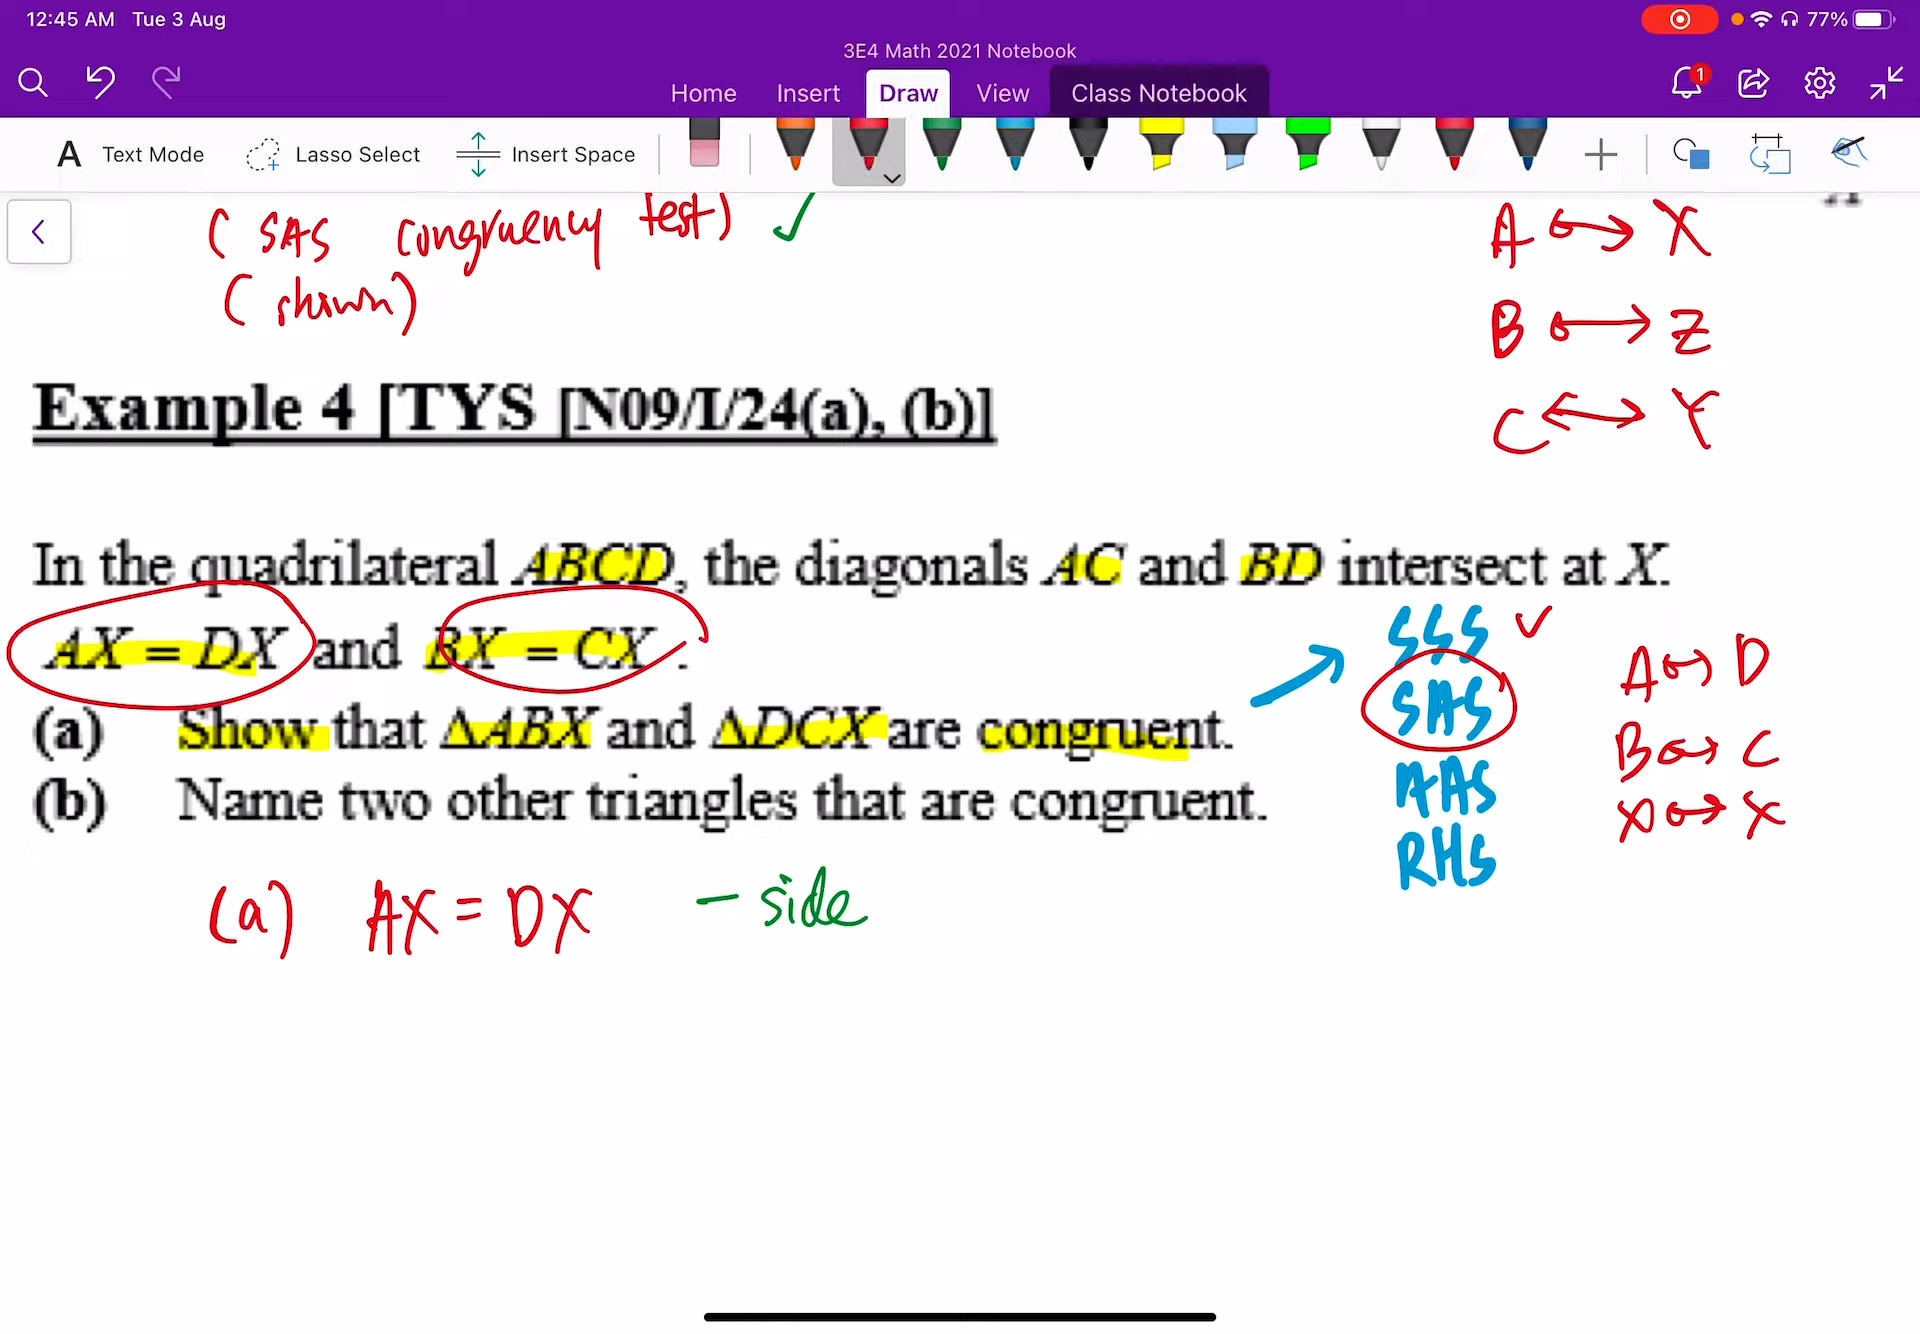 12:45 AM Tue 3 Aug
77%
3E4 Math 2021 Notebook
1
Home Insert Draw View Class Notebook
A Text Mode Lasso Select Insert Space
(SAS congruency test) ✓
(shown)
A ↔ X
B ↔ Z
C ↔ Y
Example 4 [TYS [N09/I/24(a), (b)]
In the quadrilateral ABCD, the diagonals AC and BD intersect at X.
AX = DX and BX = CX.
(a) Show that ΔABX and ΔDCX are congruent.
(b) Name two other triangles that are congruent.
SSS ✓
SAS
AAS
RHS
A ↔ D
B ↔ C
X ↔ X
(a) AX = DX – side